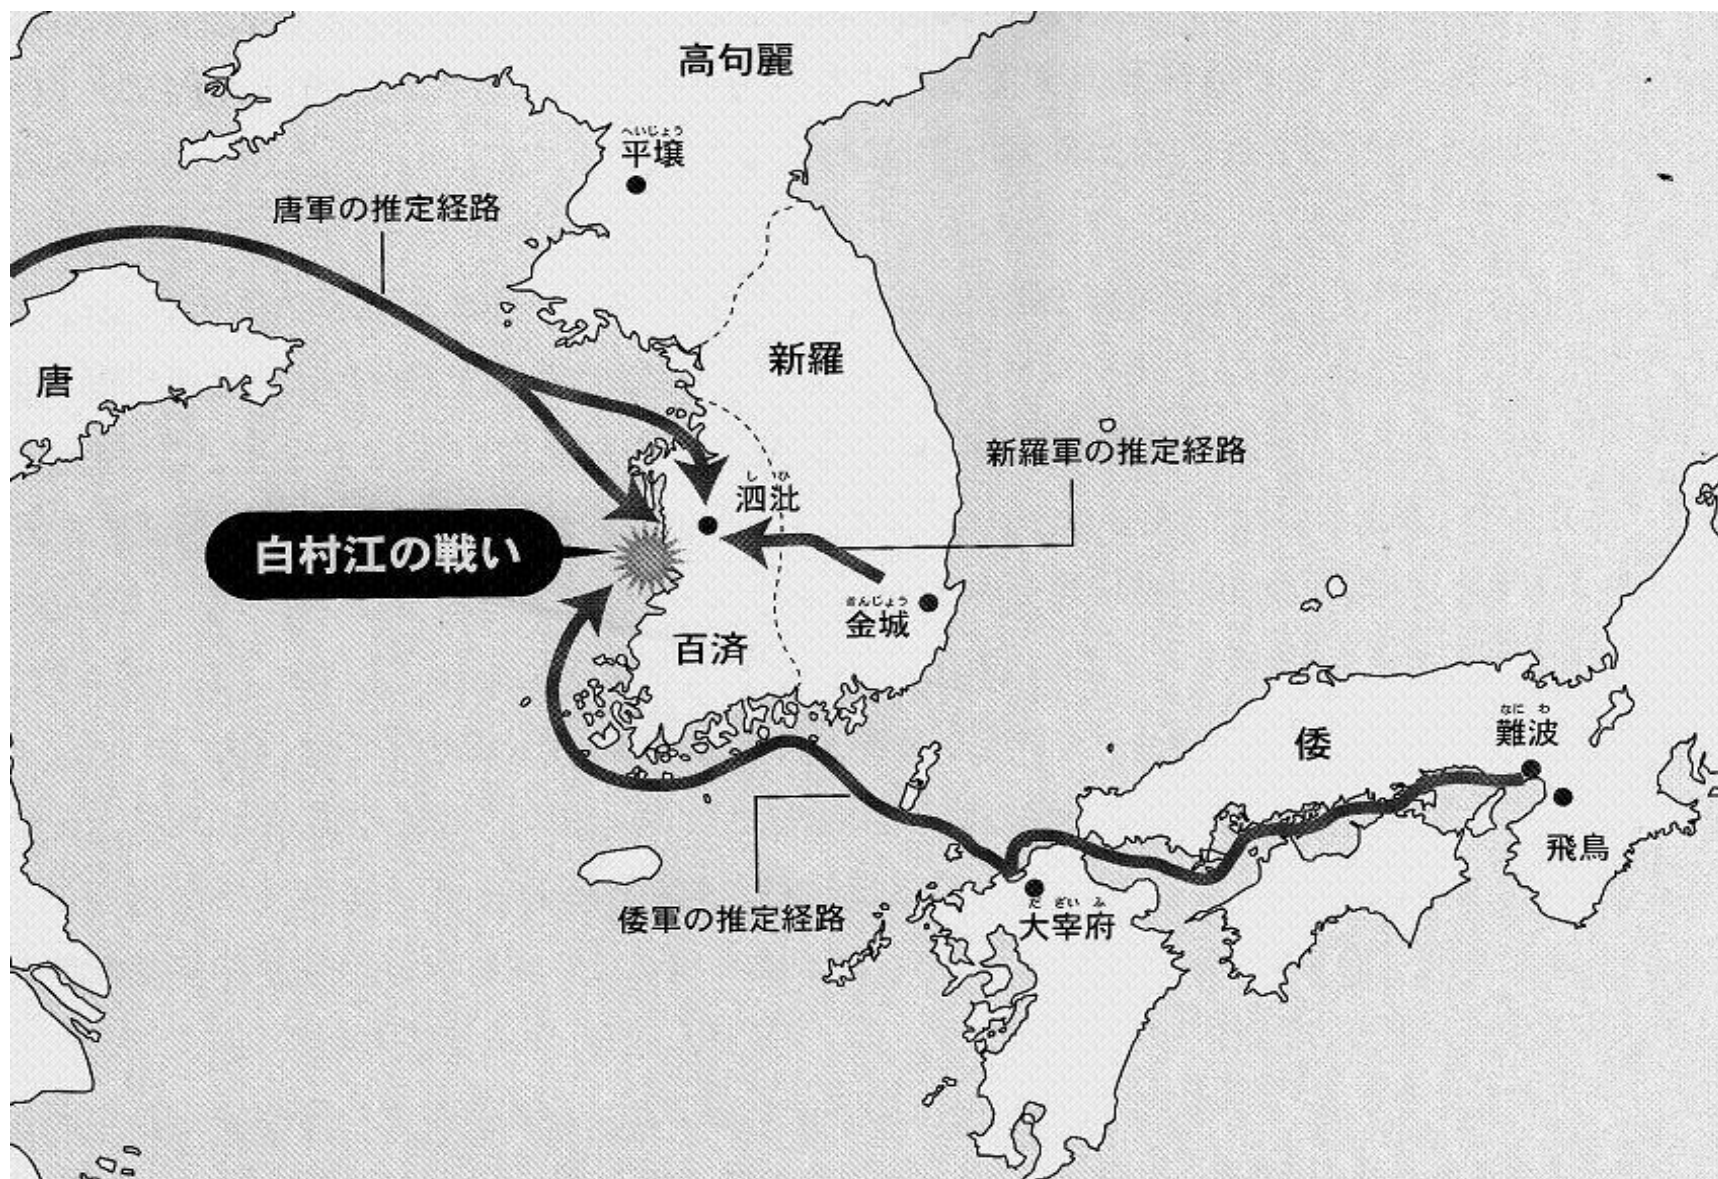 高句麗
へいじょう
平壌
唐軍の推定経路
唐
新羅
新羅軍の推定経路
しひ
泗沘
白村江の戦い
きんじょう
金城
百済
なにわ
難波
倭
飛鳥
倭軍の推定経路
だざいふ
大宰府